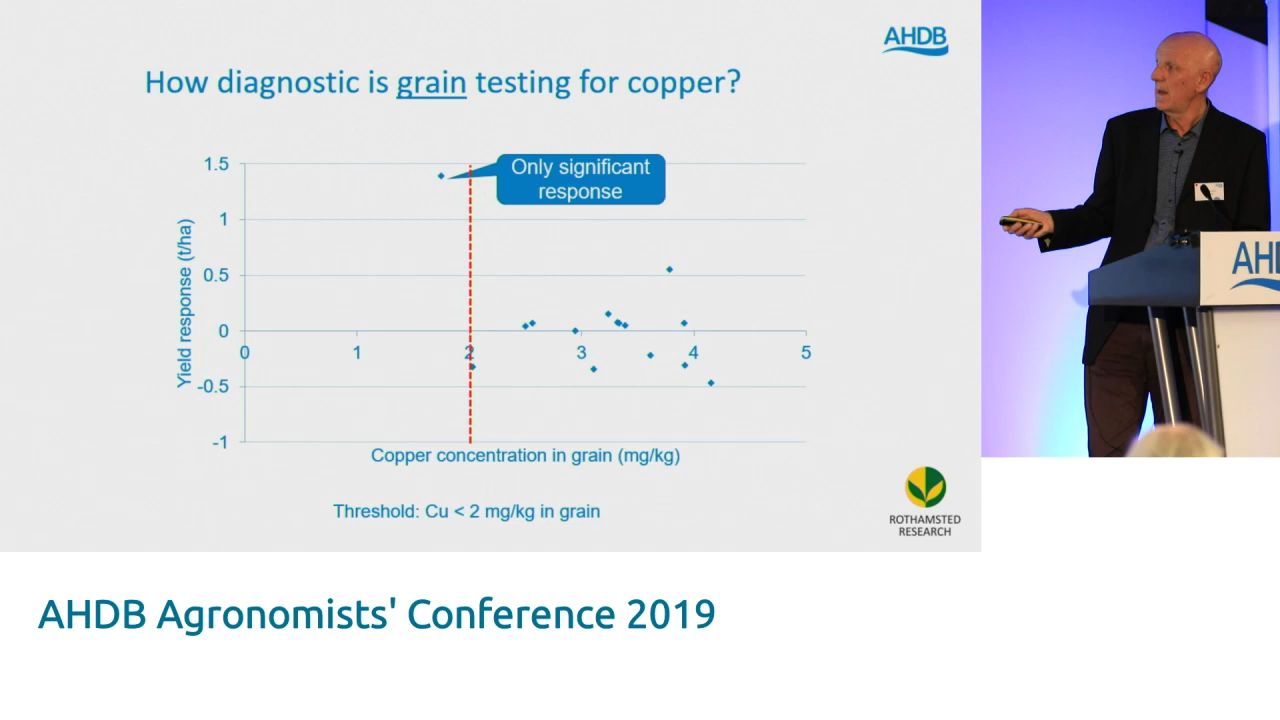 AHDB
How diagnostic is grain testing for copper?
1.5
Only significant
response
1
0.5
0
-0.5
-1
0
1
2
3
4
5
Yield response (t/ha)
Copper concentration in grain (mg/kg)
Threshold: Cu < 2 mg/kg in grain
ROTHAMSTED
RESEARCH
AHDB Agronomists' Conference 2019